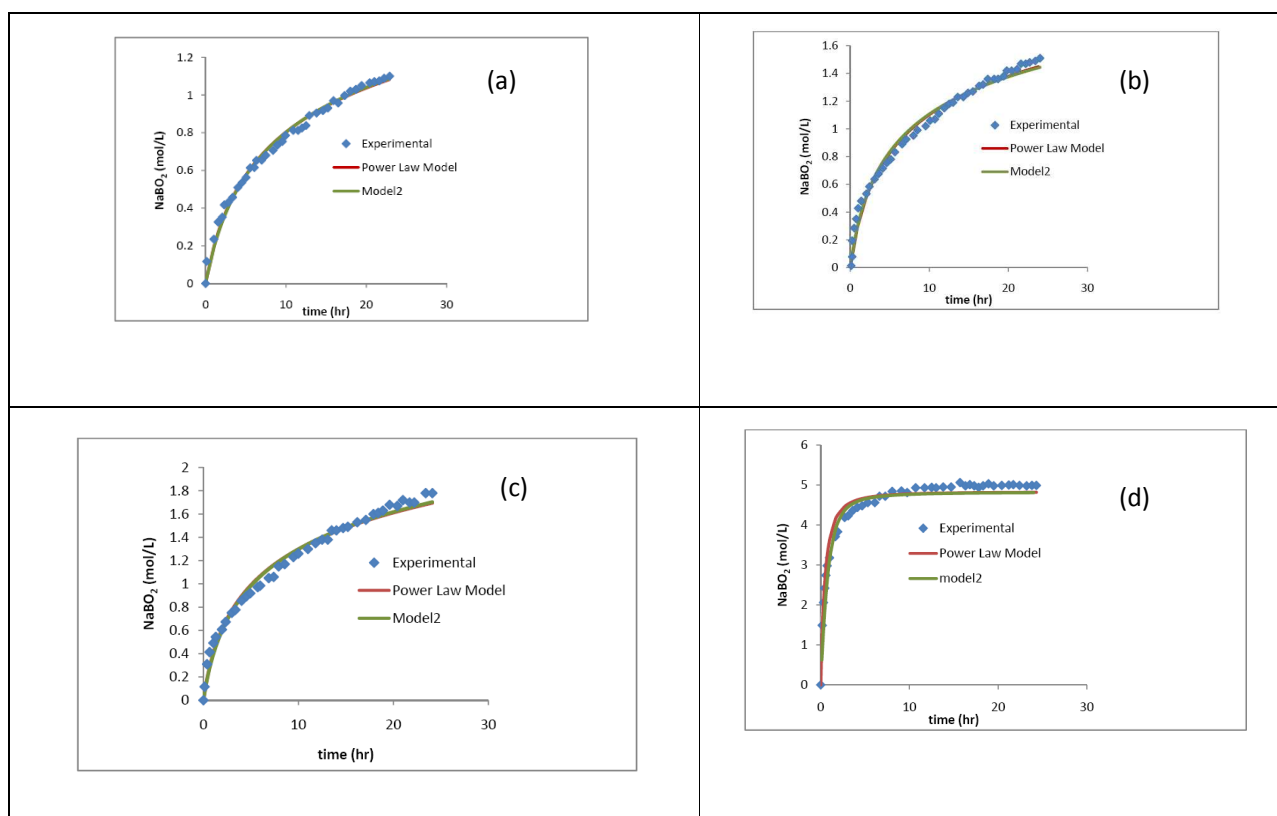 (a)
NaBO2 (mol/L)
1.2
1
0.8
0.6
0.4
0.2
0
0
10
20
30
time (hr)
Experimental
Power Law Model
Model2
(b)
NaBO2 (mol/L)
1.6
1.4
1.2
1
0.8
0.6
0.4
0.2
0
0
10
20
30
time (hr)
Experimental
Power Law Model
Model2
(c)
NaBO2 (mol/L)
2
1.8
1.6
1.4
1.2
1
0.8
0.6
0.4
0.2
0
0
10
20
30
time (hr)
Experimental
Power Law Model
Model2
(d)
NaBO2 (mol/L)
6
5
4
3
2
1
0
0
10
20
30
time (hr)
Experimental
Power Law Model
model2